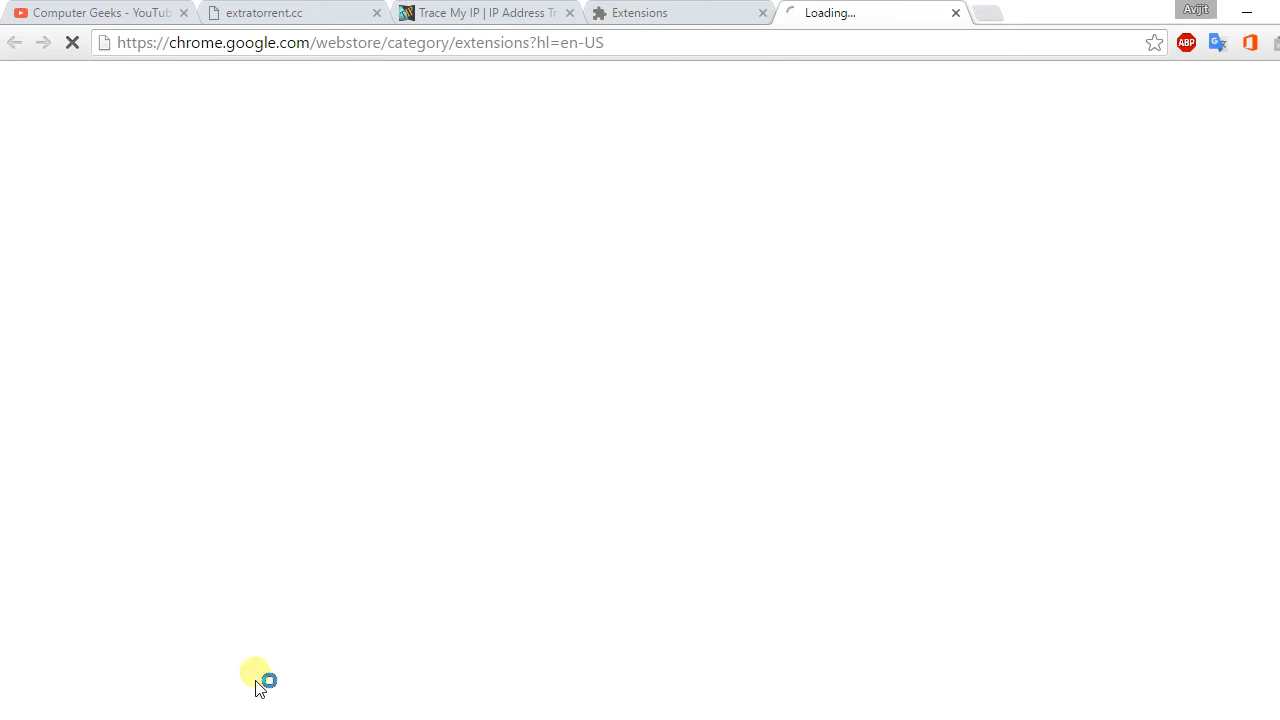 Computer Geeks - YouTub
extratorrent.cc
Trace My IP | IP Address Tr
Extensions
Loading...
Avijit
https://chrome.google.com/webstore/category/extensions?hl=en-US
ABP